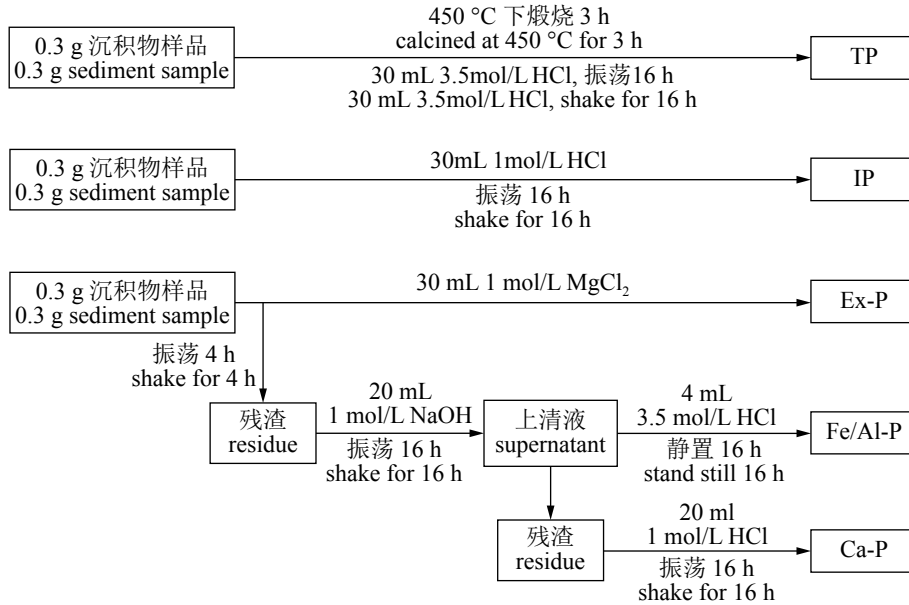 450 °C 下煅烧 3 h
calcined at 450 °C for 3 h
0.3 g 沉积物样品
0.3 g sediment sample
30 mL 3.5mol/L HCl, 振荡16 h
30 mL 3.5mol/L HCl, shake for 16 h
TP
0.3 g 沉积物样品
0.3 g sediment sample
30mL 1mol/L HCl
振荡 16 h
shake for 16 h
IP
0.3 g 沉积物样品
0.3 g sediment sample
30 mL 1 mol/L MgCl₂
Ex-P
振荡 4 h
shake for 4 h
残渣
residue
20 mL
1 mol/L NaOH
振荡 16 h
shake for 16 h
上清液
supernatant
4 mL
3.5 mol/L HCl
静置 16 h
stand still 16 h
Fe/Al-P
残渣
residue
20 ml
1 mol/L HCl
振荡 16 h
shake for 16 h
Ca-P